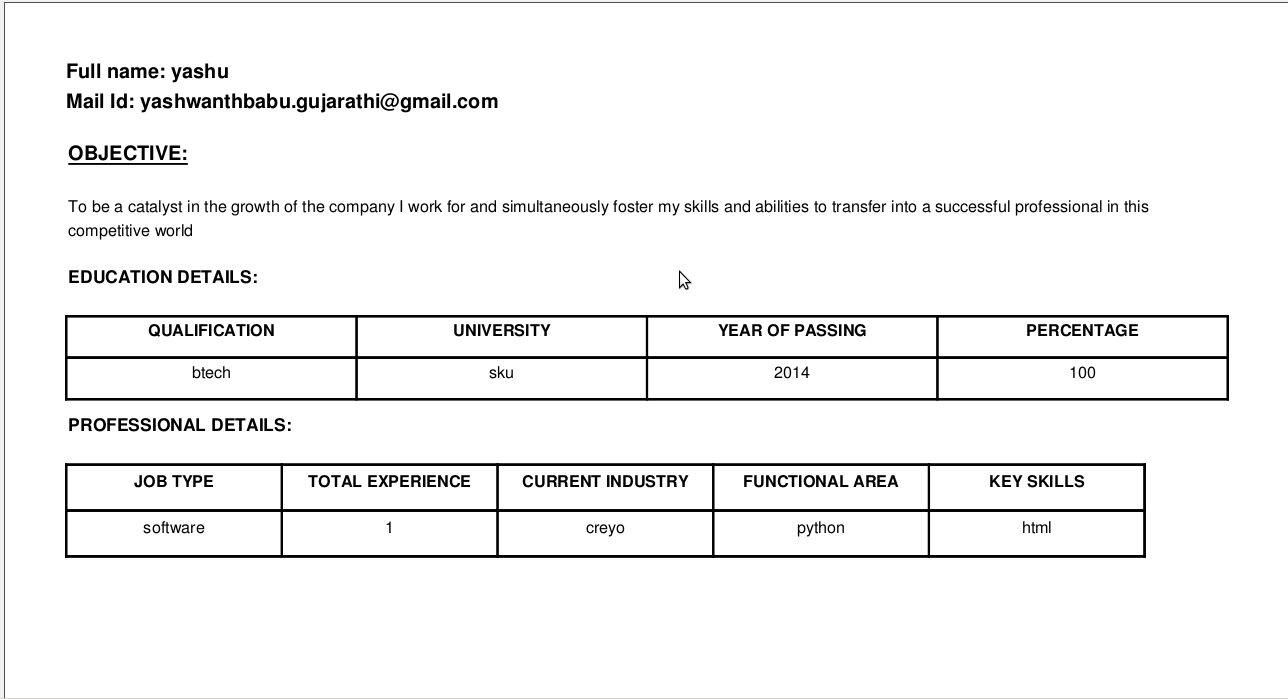 Full name: yashu
Mail Id: yashwanthbabu.gujarathi@gmail.com
OBJECTIVE:
To be a catalyst in the growth of the company I work for and simultaneously foster my skills and abilities to transfer into a successful professional in this
competitive world
EDUCATION DETAILS:
QUALIFICATION UNIVERSITY YEAR OF PASSING PERCENTAGE
btech sku 2014 100
PROFESSIONAL DETAILS:
JOB TYPE TOTAL EXPERIENCE CURRENT INDUSTRY FUNCTIONAL AREA KEY SKILLS
software 1 creyo python html